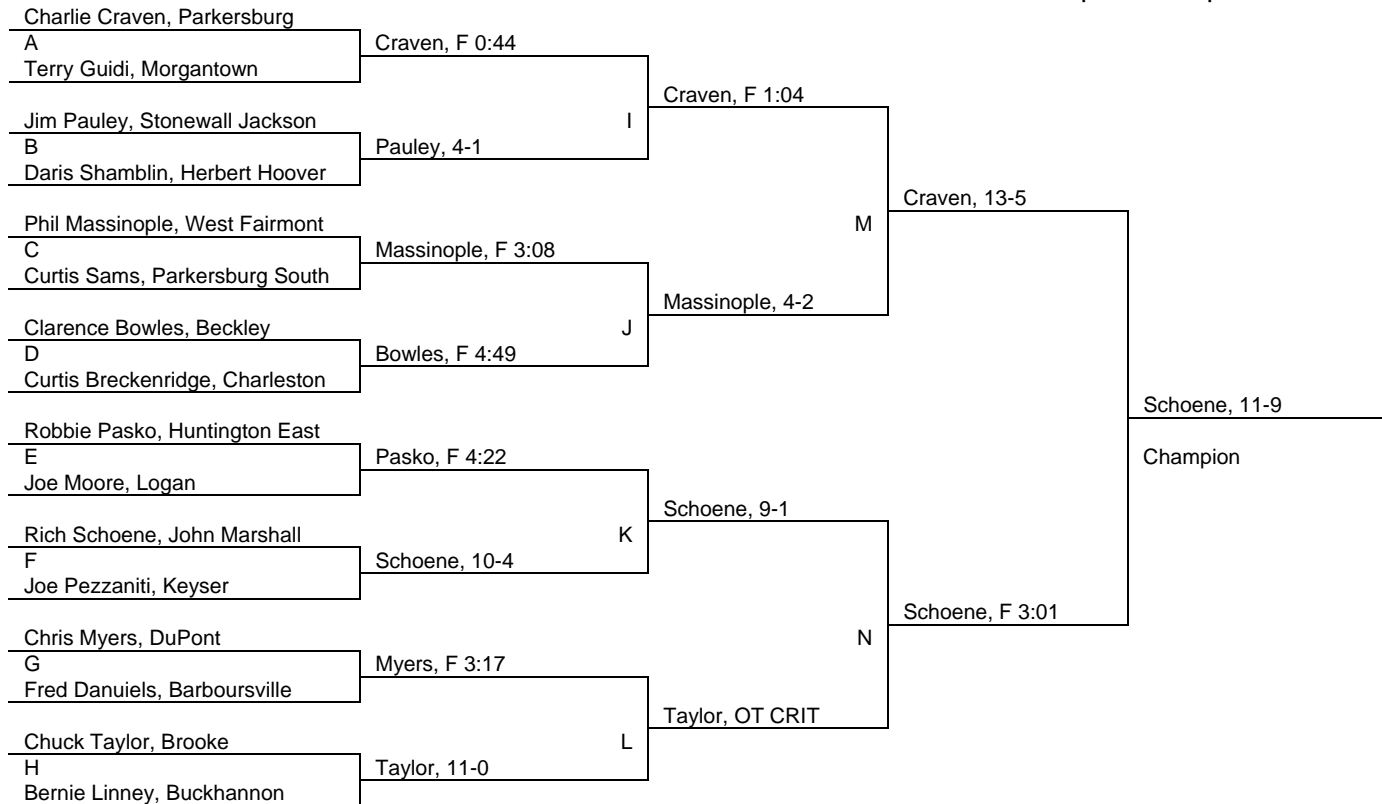 Charlie Craven, Parkersburg
A
Craven, F 0:44
Terry Guidi, Morgantown
Craven, F 1:04
Jim Pauley, Stonewall Jackson
I
B
Pauley, 4-1
Daris Shamblin, Herbert Hoover
Craven, 13-5
Phil Massinople, West Fairmont
M
C
Massinople, F 3:08
Curtis Sams, Parkersburg South
Massinople, 4-2
Clarence Bowles, Beckley
J
D
Bowles, F 4:49
Curtis Breckenridge, Charleston
Schoene, 11-9
Robbie Pasko, Huntington East
E
Pasko, F 4:22
Champion
Joe Moore, Logan
Schoene, 9-1
Rich Schoene, John Marshall
K
F
Schoene, 10-4
Joe Pezzaniti, Keyser
Schoene, F 3:01
Chris Myers, DuPont
N
G
Myers, F 3:17
Fred Danuiels, Barboursville
Taylor, OT CRIT
Chuck Taylor, Brooke
L
H
Taylor, 11-0
Bernie Linney, Buckhannon